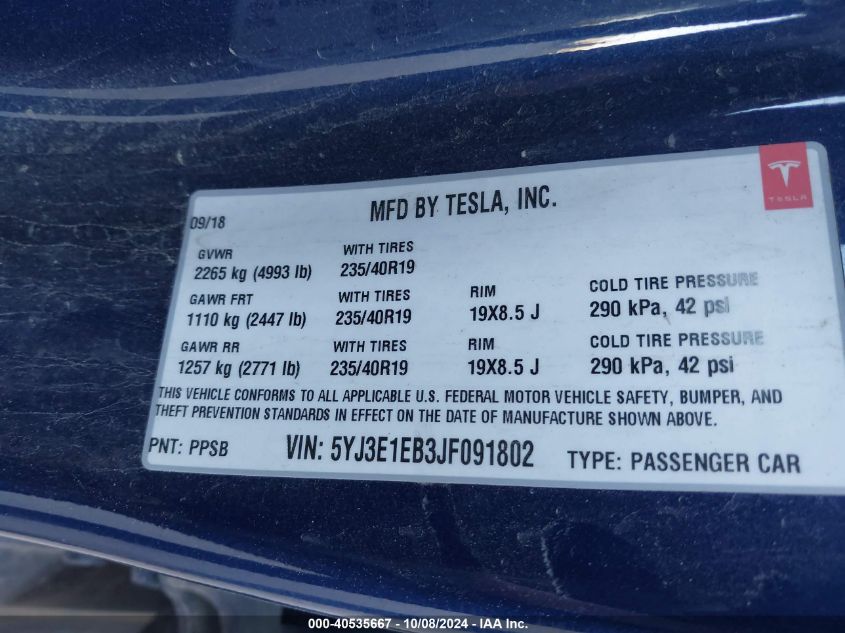 MFD BY TESLA, INC.
TESLA
09/18
GVWR WITH TIRES
2265 kg (4993 lb) 235/40R19
GAWR FRT WITH TIRES RIM COLD TIRE PRESSURE
1110 kg (2447 lb) 235/40R19 19X8.5 J 290 kPa, 42 psi
GAWR RR WITH TIRES RIM COLD TIRE PRESSURE
1257 kg (2771 lb) 235/40R19 19X8.5 J 290 kPa, 42 psi
THIS VEHICLE CONFORMS TO ALL APPLICABLE U.S. FEDERAL MOTOR VEHICLE SAFETY, BUMPER, AND
THEFT PREVENTION STANDARDS IN EFFECT ON THE DATE OF MANUFACTURE SHOWN ABOVE.
PNT: PPSB VIN: 5YJ3E1EB3JF091802 TYPE: PASSENGER CAR
000-40535667 - 10/08/2024 - IAA Inc.